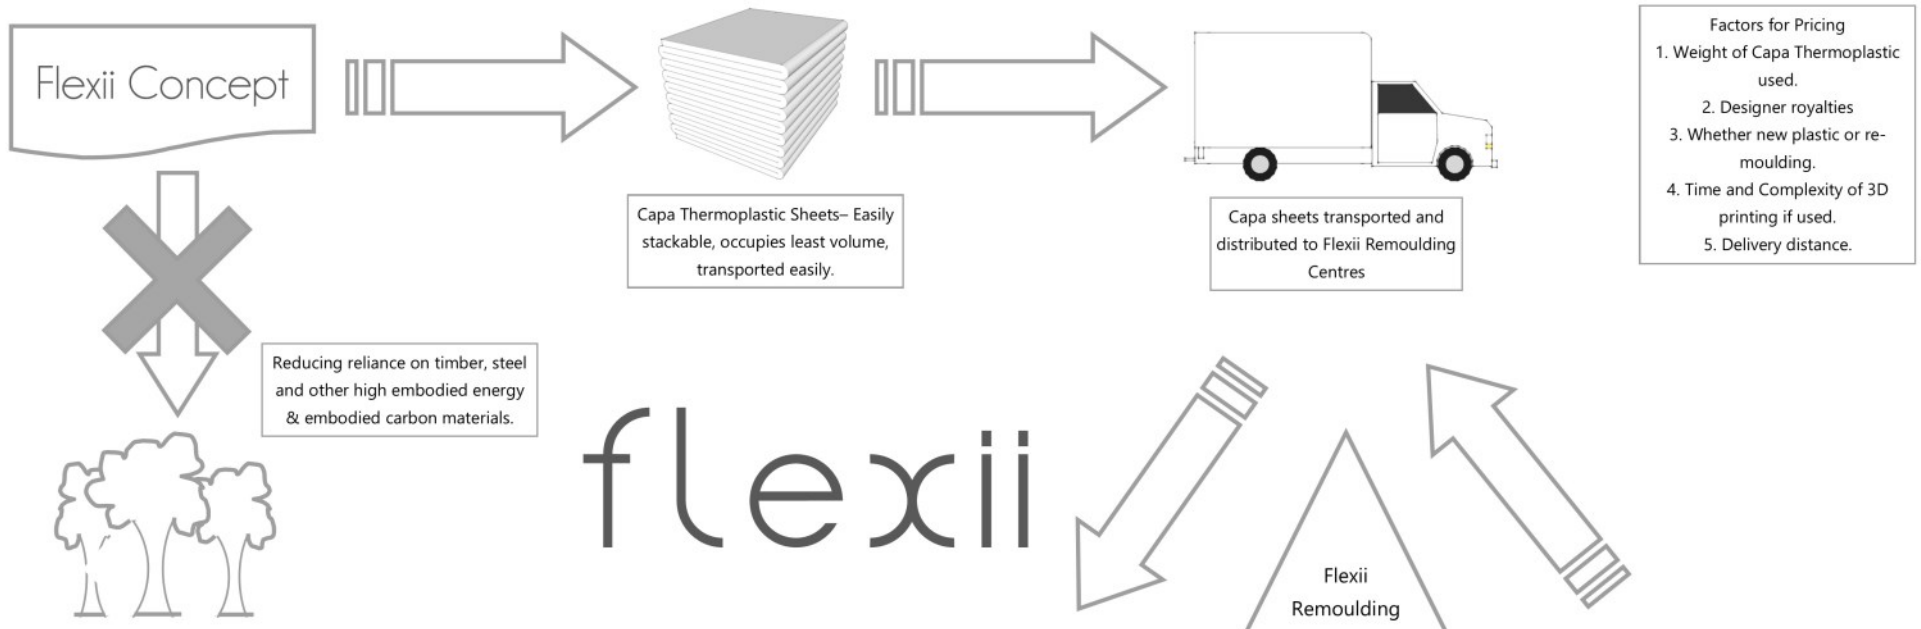 Flexii Concept
Capa Thermoplastic Sheets– Easily
stackable, occupies least volume,
transported easily.
Capa sheets transported and
distributed to Flexii Remoulding
Centres
Factors for Pricing
1. Weight of Capa Thermoplastic
used.
2. Designer royalties
3. Whether new plastic or re-
moulding.
4. Time and Complexity of 3D
printing if used.
5. Delivery distance.
Reducing reliance on timber, steel
and other high embodied energy
& embodied carbon materials.
flexii
Flexii
Remoulding